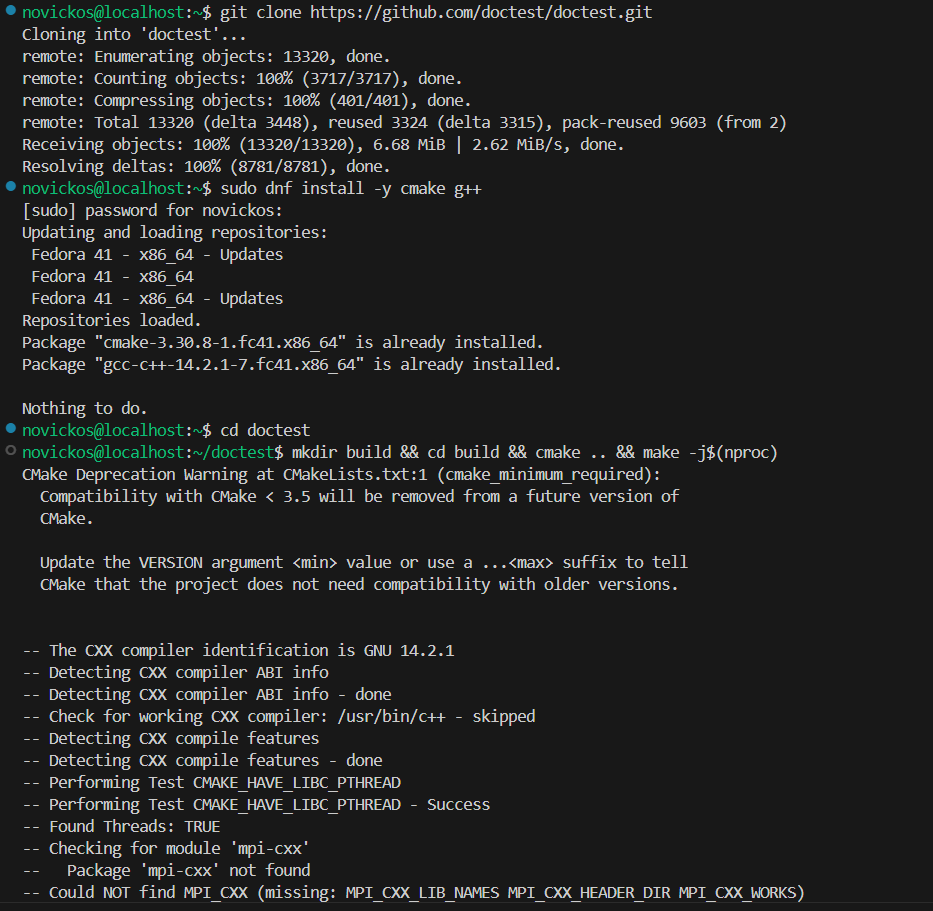 novickos@localhost:~$ git clone https://github.com/doctest/doctest.git
Cloning into 'doctest'...
remote: Enumerating objects: 13320, done.
remote: Counting objects: 100% (3717/3717), done.
remote: Compressing objects: 100% (401/401), done.
remote: Total 13320 (delta 3448), reused 3324 (delta 3315), pack-reused 9603 (from 2)
Receiving objects: 100% (13320/13320), 6.68 MiB | 2.62 MiB/s, done.
Resolving deltas: 100% (8781/8781), done.
novickos@localhost:~$ sudo dnf install -y cmake g++
[sudo] password for novickos:
Updating and loading repositories:
 Fedora 41 - x86_64 - Updates
 Fedora 41 - x86_64
 Fedora 41 - x86_64 - Updates
Repositories loaded.
Package "cmake-3.30.8-1.fc41.x86_64" is already installed.
Package "gcc-c++-14.2.1-7.fc41.x86_64" is already installed.

Nothing to do.
novickos@localhost:~$ cd doctest
novickos@localhost:~/doctest$ mkdir build && cd build && cmake .. && make -j$(nproc)
CMake Deprecation Warning at CMakeLists.txt:1 (cmake_minimum_required):
  Compatibility with CMake < 3.5 will be removed from a future version of
  CMake.

  Update the VERSION argument <min> value or use a ...<max> suffix to tell
  CMake that the project does not need compatibility with older versions.


-- The CXX compiler identification is GNU 14.2.1
-- Detecting CXX compiler ABI info
-- Detecting CXX compiler ABI info - done
-- Check for working CXX compiler: /usr/bin/c++ - skipped
-- Detecting CXX compile features
-- Detecting CXX compile features - done
-- Performing Test CMAKE_HAVE_LIBC_PTHREAD
-- Performing Test CMAKE_HAVE_LIBC_PTHREAD - Success
-- Found Threads: TRUE
-- Checking for module 'mpi-cxx'
--   Package 'mpi-cxx' not found
-- Could NOT find MPI_CXX (missing: MPI_CXX_LIB_NAMES MPI_CXX_HEADER_DIR MPI_CXX_WORKS)